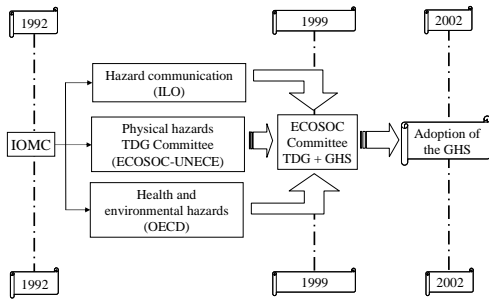 1992
1999
2002
Hazard communication
(ILO)
IOMC
Physical hazards
TDG Committee
(ECOSOC-UNECE)
ECOSOC
Committee
TDG + GHS
Adoption of
the GHS
Health and
environmental hazards
(OECD)
1992
1999
2002